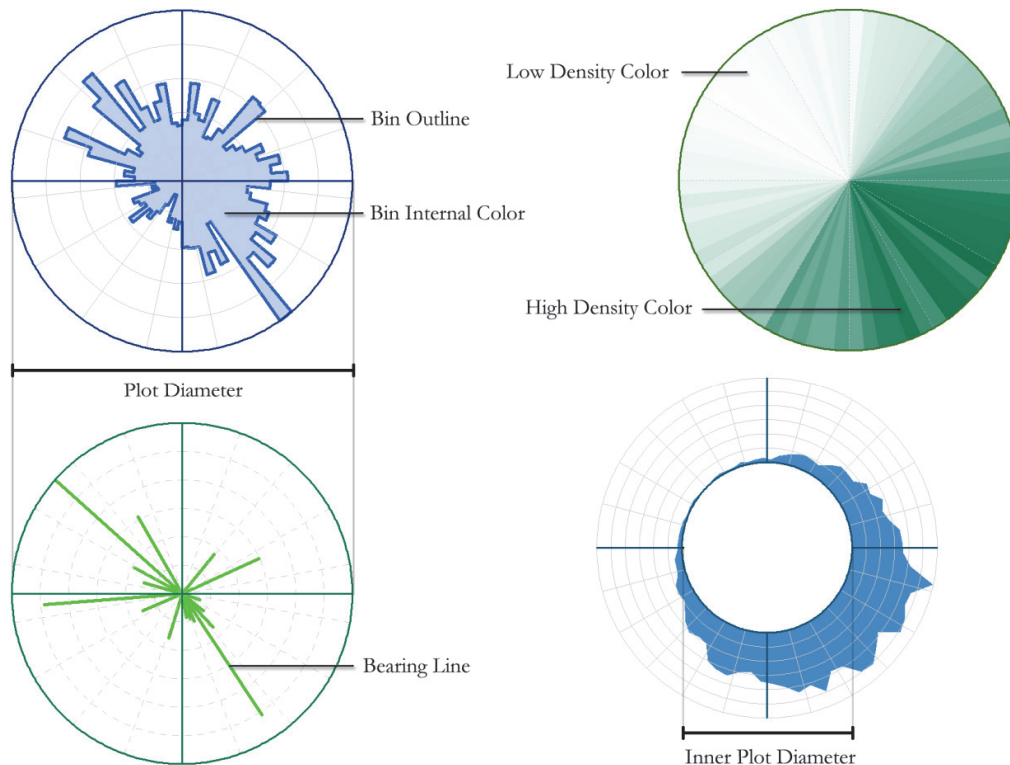 Low Density Color
Bin Outline
Bin Internal Color
High Density Color
Plot Diameter
Bearing Line
Inner Plot Diameter